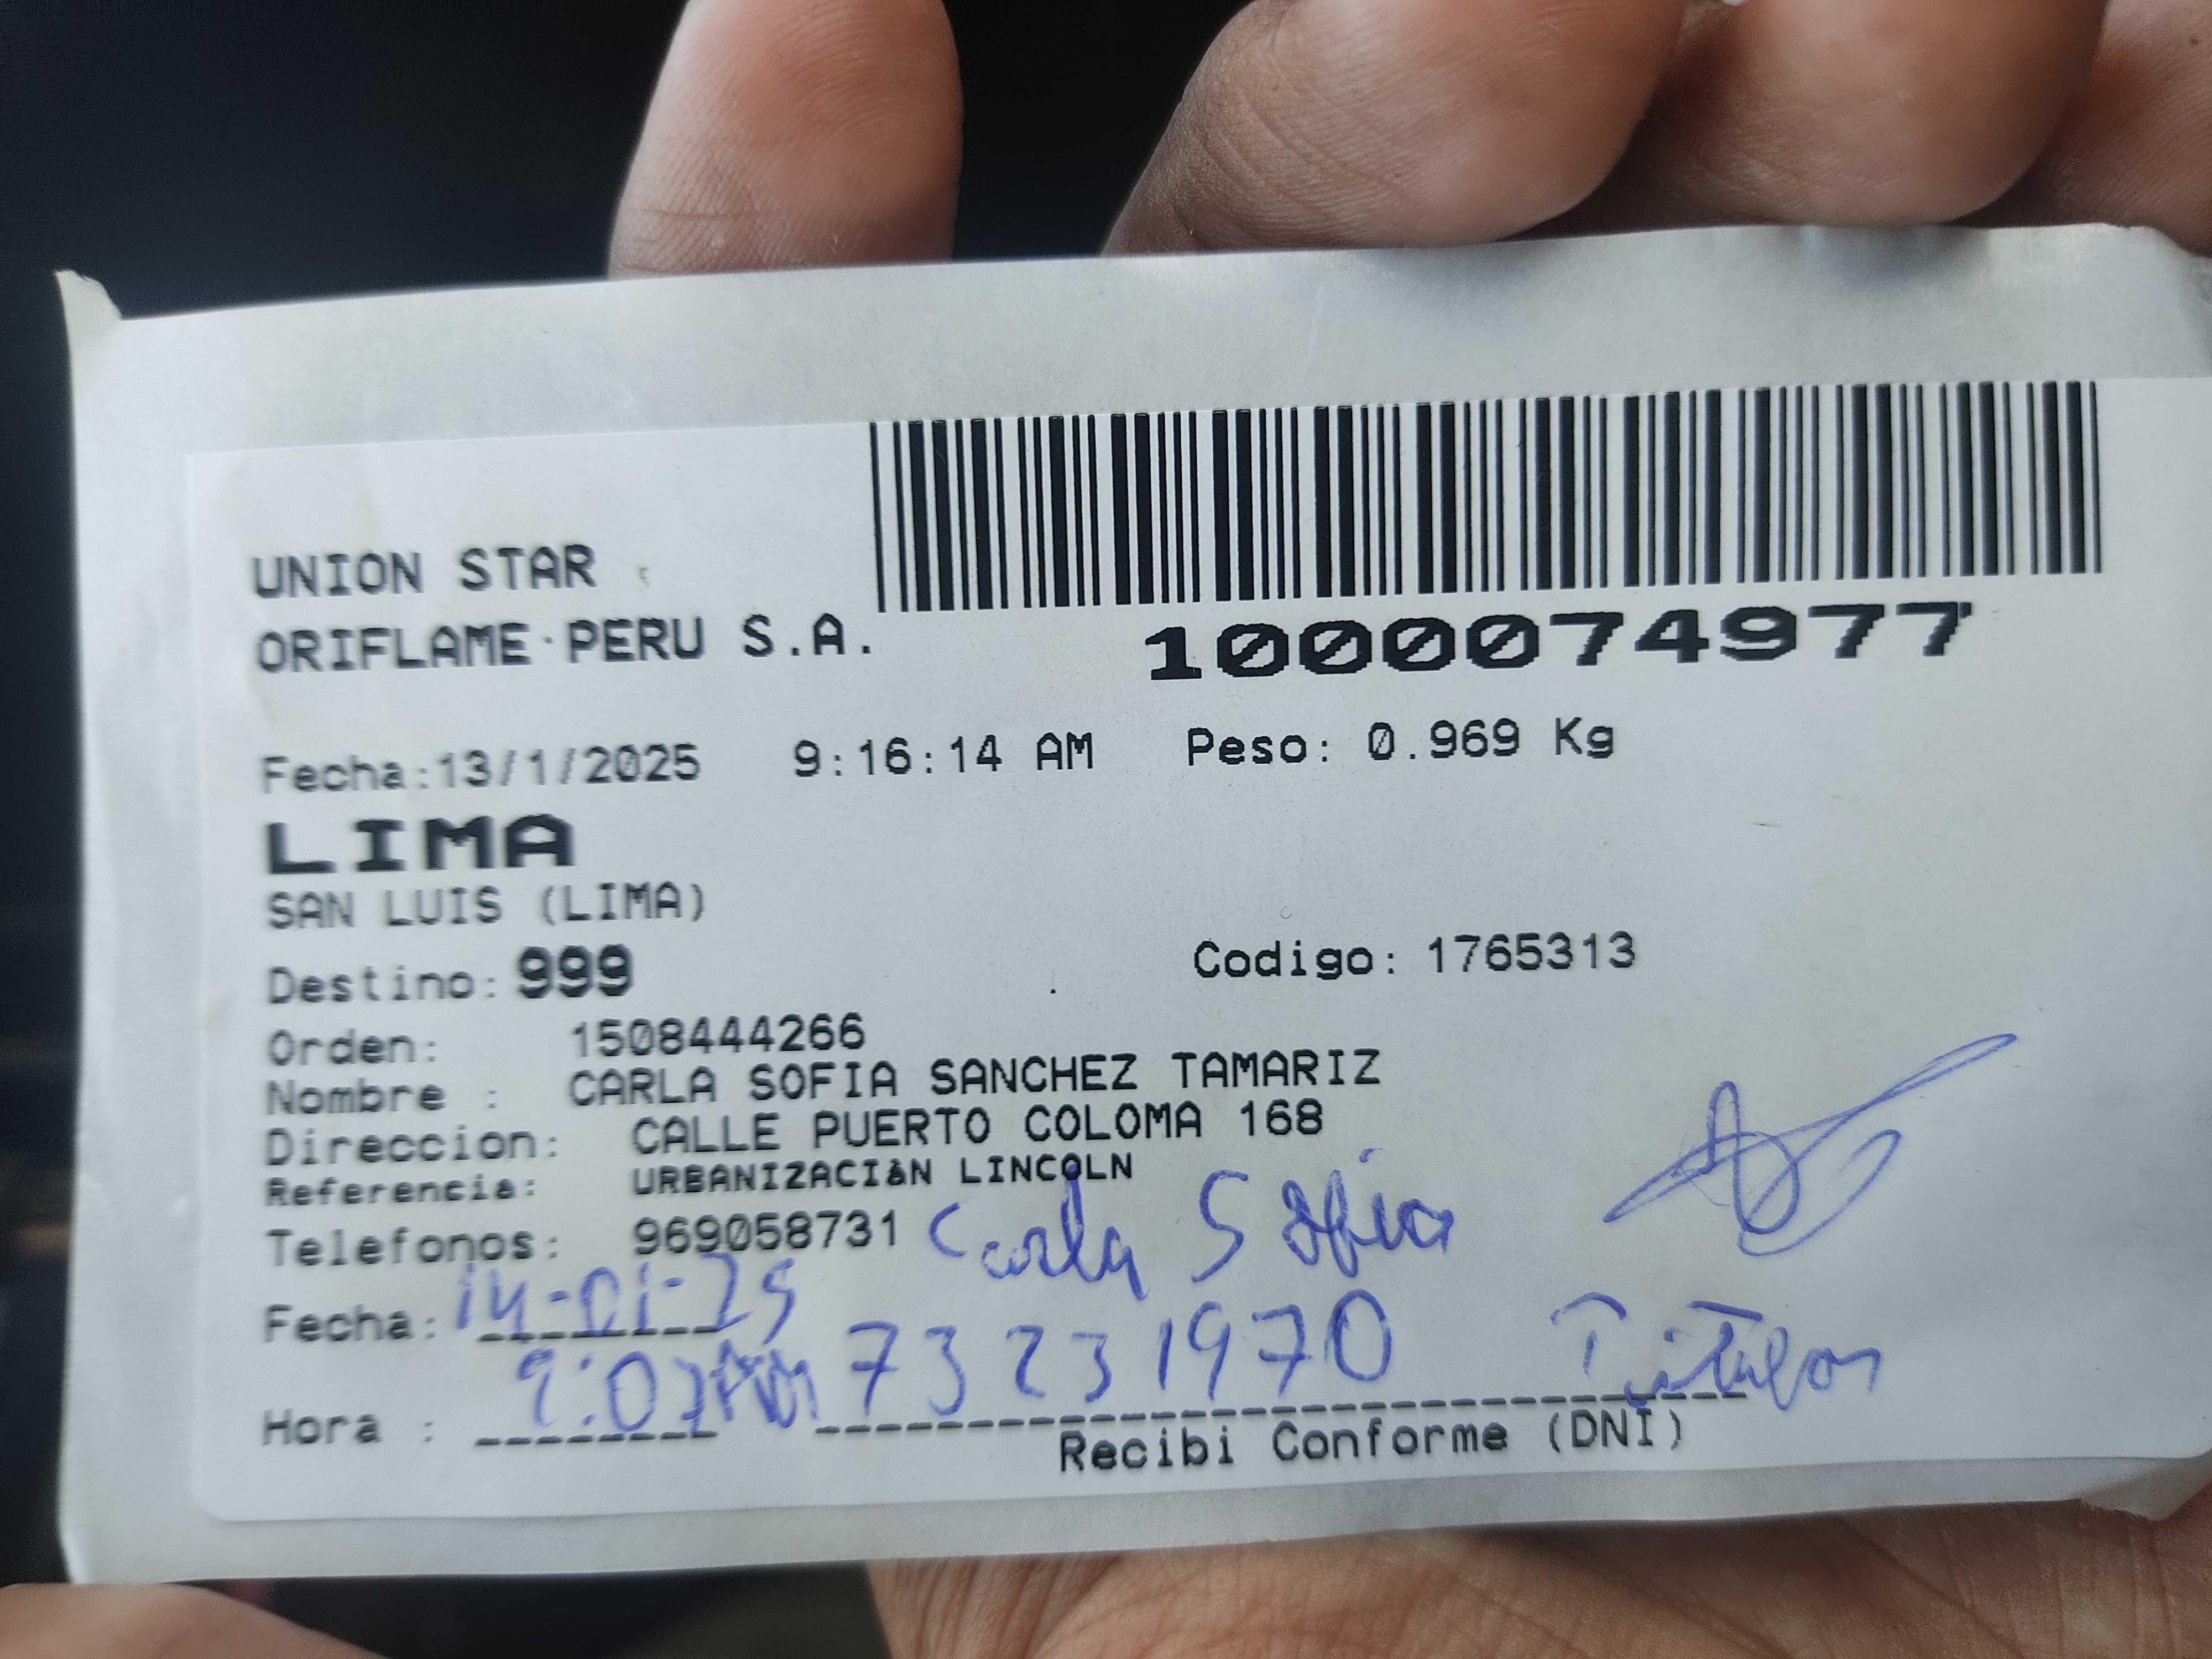 UNION STAR
ORIFLAME PERU S.A.
1000074977
Fecha:13/1/2025 9:16:14 AM Peso: 0.969 Kg
LIMA
SAN LUIS (LIMA)
Destino: 999 Codigo: 1765313
Orden: 1508444266
Nombre : CARLA SOFIA SANCHEZ TAMARIZ
Direccion: CALLE PUERTO COLOMA 168
Referencia: URBANIZACIàN LINCOLN
Telefonos: 969058731 Carla Sofia
Fecha: 14-01-25
Hora : 9:07AM 73231970 Titular
Recibi Conforme (DNI)